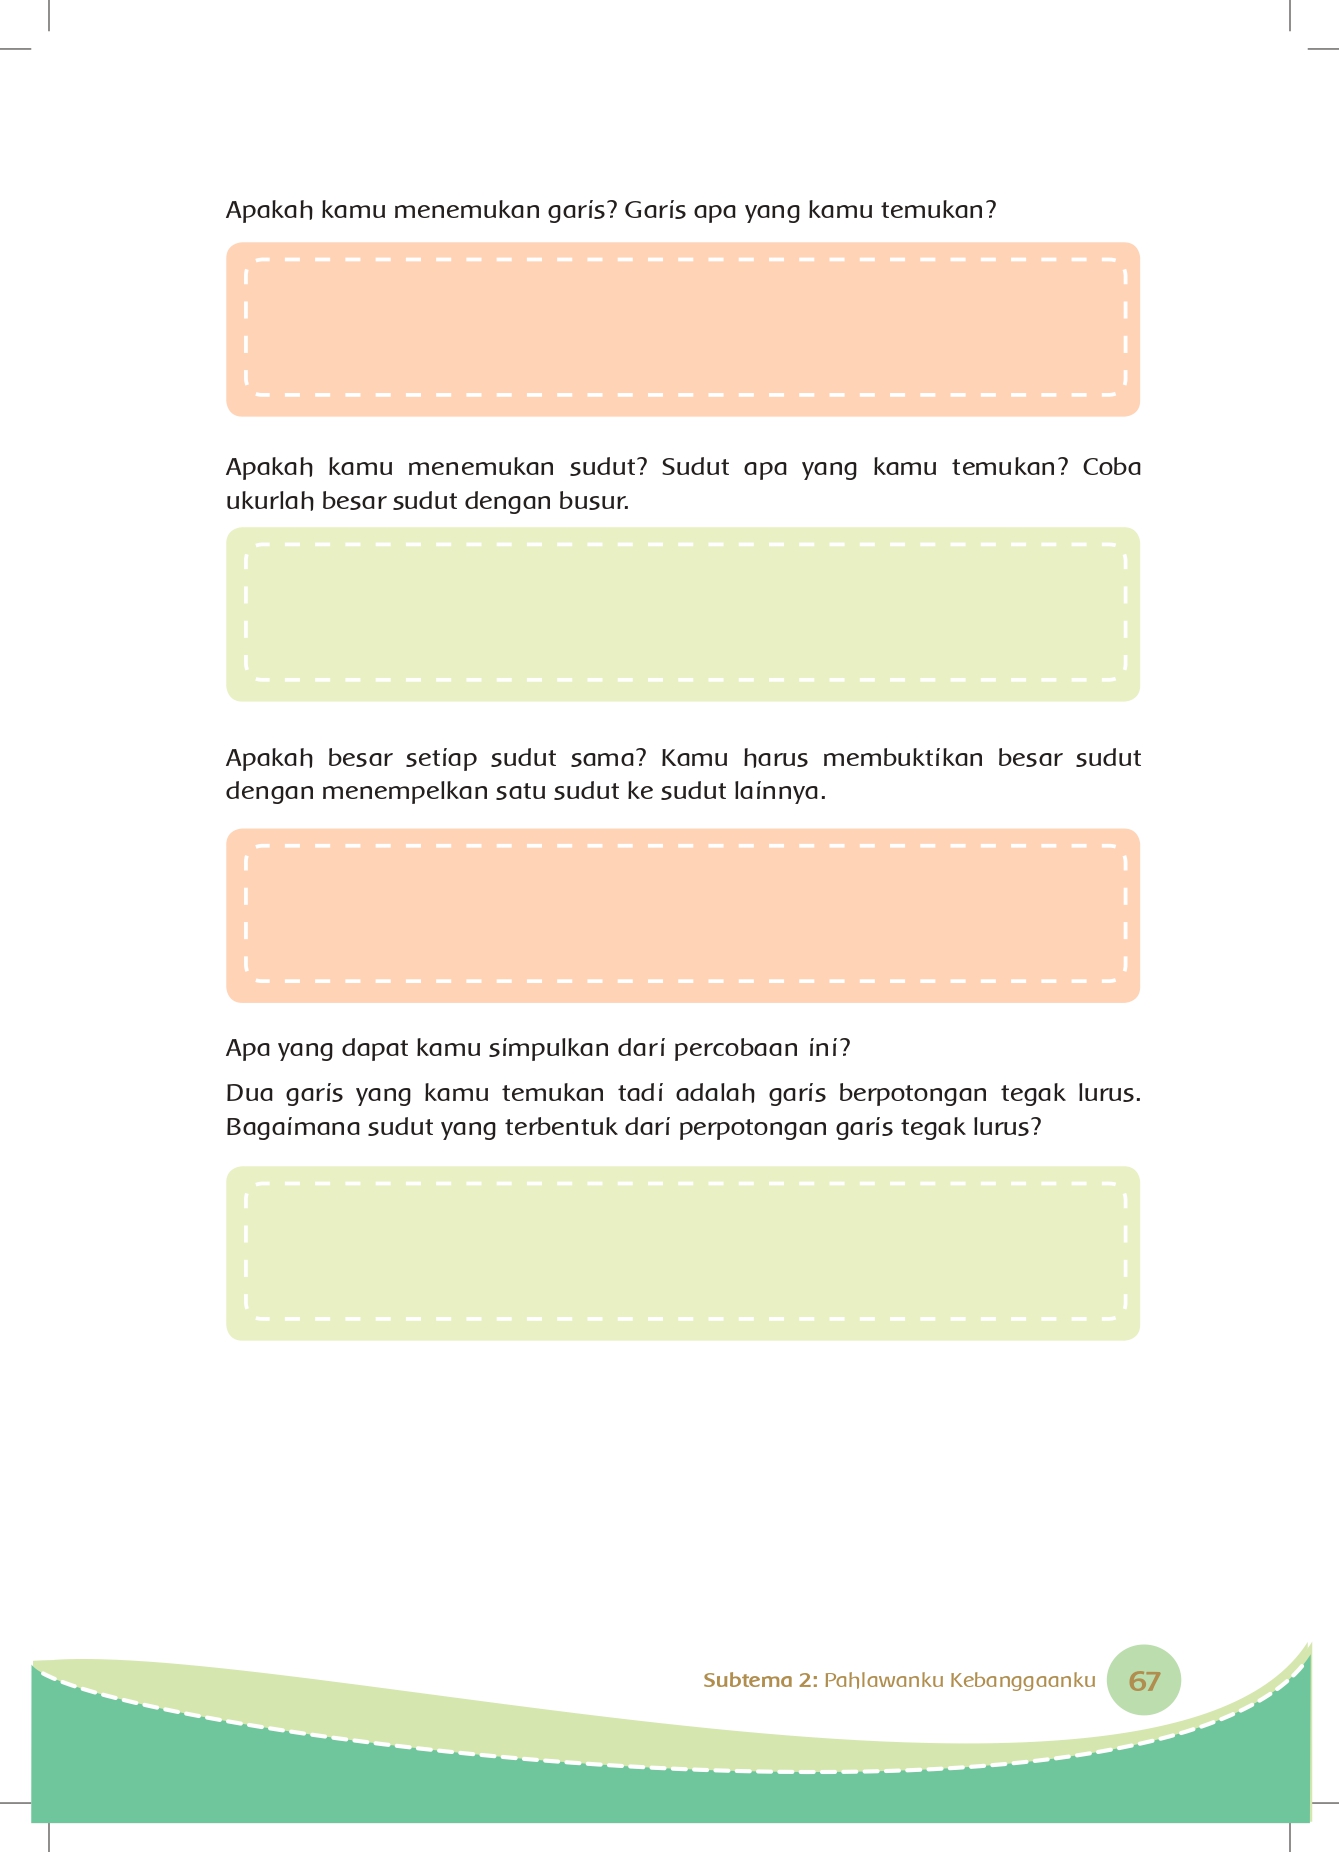 Apakah kamu menemukan garis? Garis apa yang kamu temukan?
Apakah kamu menemukan sudut? Sudut apa yang kamu temukan? Coba
ukurlah besar sudut dengan busur.
Apakah besar setiap sudut sama? Kamu harus membuktikan besar sudut
dengan menempelkan satu sudut ke sudut lainnya.
Apa yang dapat kamu simpulkan dari percobaan ini?
Dua garis yang kamu temukan tadi adalah garis berpotongan tegak lurus.
Bagaimana sudut yang terbentuk dari perpotongan garis tegak lurus?
Subtema 2: Pahlawanku Kebanggaanku 67